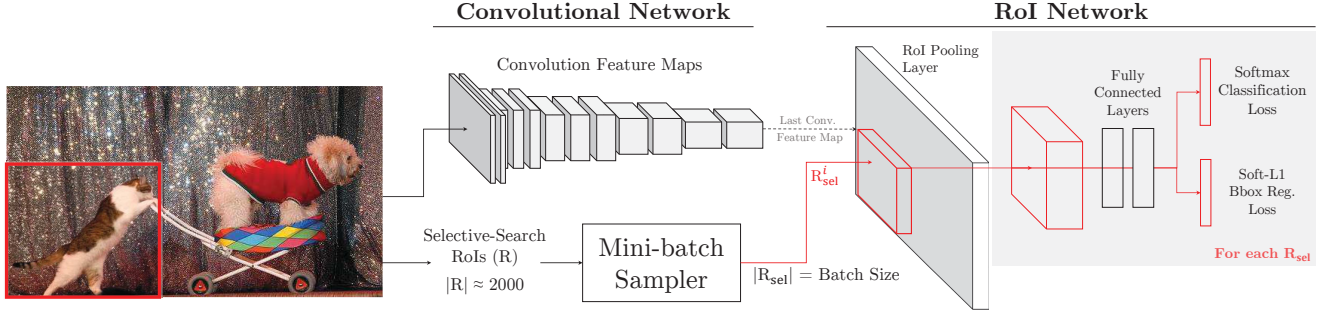 Convolutional Network
RoI Network
Convolution Feature Maps
Last Conv.
Feature Map
Selective-Search
RoIs (R)
|R| ≈ 2000
Mini-batch
Sampler
|R_sel| = Batch Size
R^i_sel
RoI Pooling
Layer
Fully
Connected
Layers
Softmax
Classification
Loss
Soft-L1
Bbox Reg.
Loss
For each R_sel